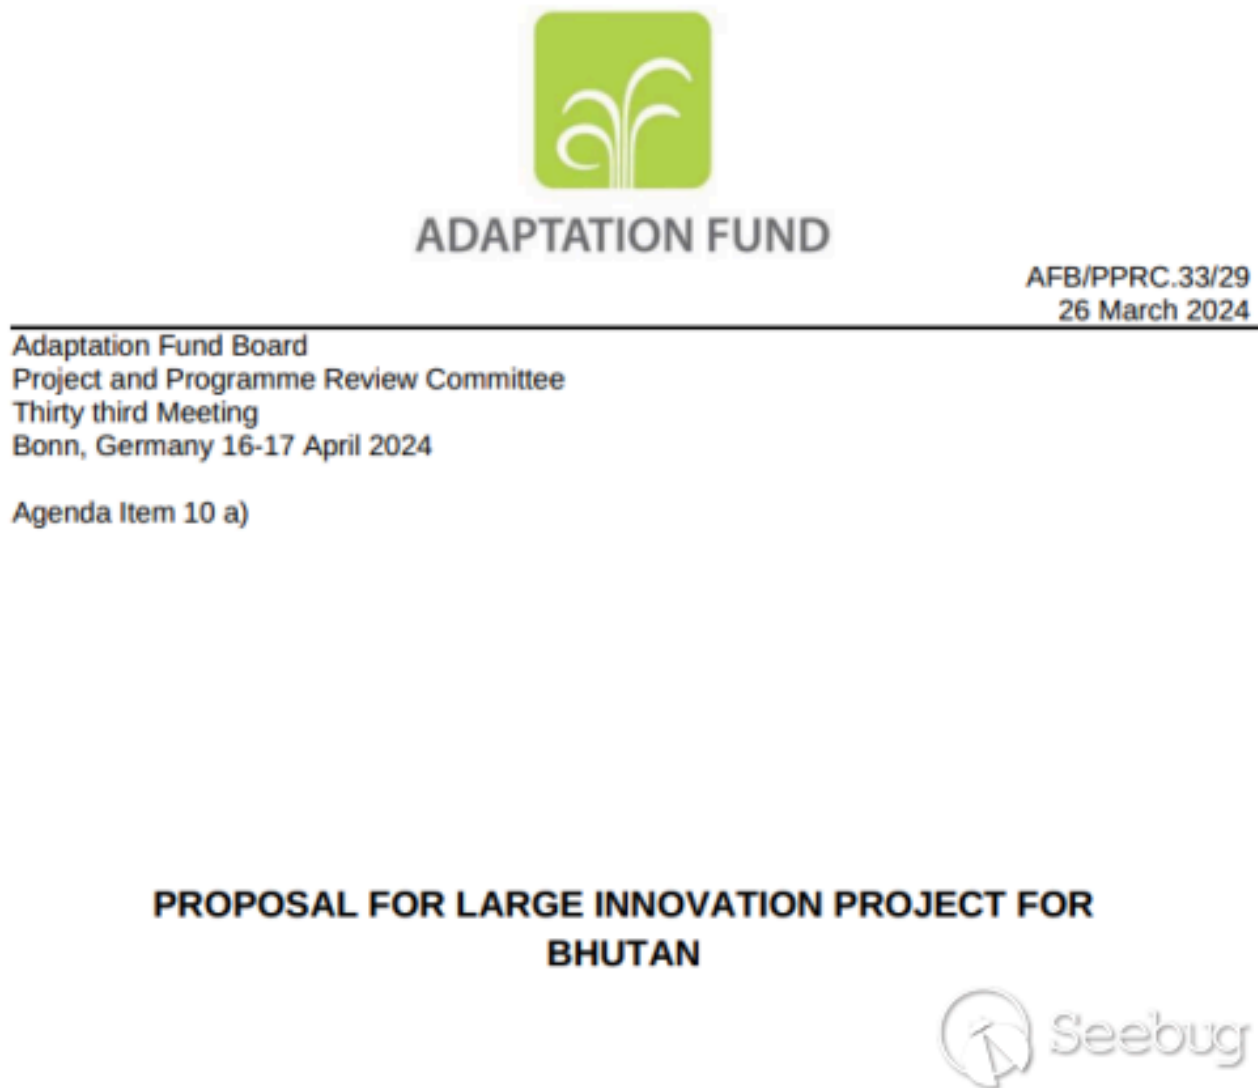 ADAPTATION FUND
AFB/PPRC.33/29
26 March 2024
Adaptation Fund Board
Project and Programme Review Committee
Thirty third Meeting
Bonn, Germany 16-17 April 2024
Agenda Item 10 a)
PROPOSAL FOR LARGE INNOVATION PROJECT FOR
BHUTAN
Seebug